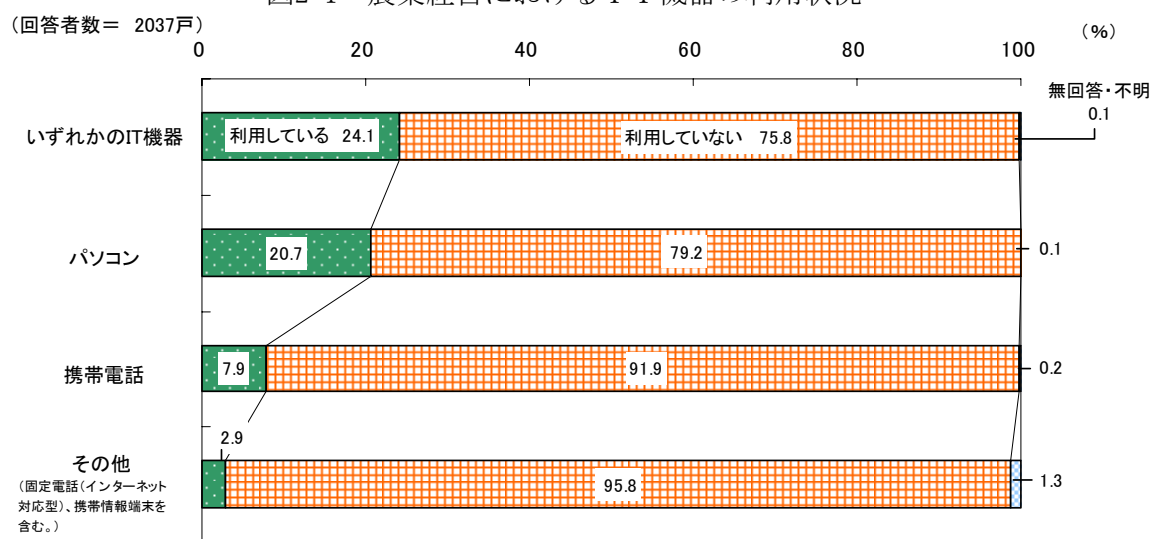 (回答者数= 2037戸)
(%)
0 20 40 60 80 100
無回答・不明
いずれかのIT機器
利用している 24.1
利用していない 75.8
0.1
パソコン
20.7
79.2
0.1
携帯電話
7.9
91.9
0.2
その他
(固定電話(インターネット
対応型)、携帯情報端末を
含む。)
2.9
95.8
1.3